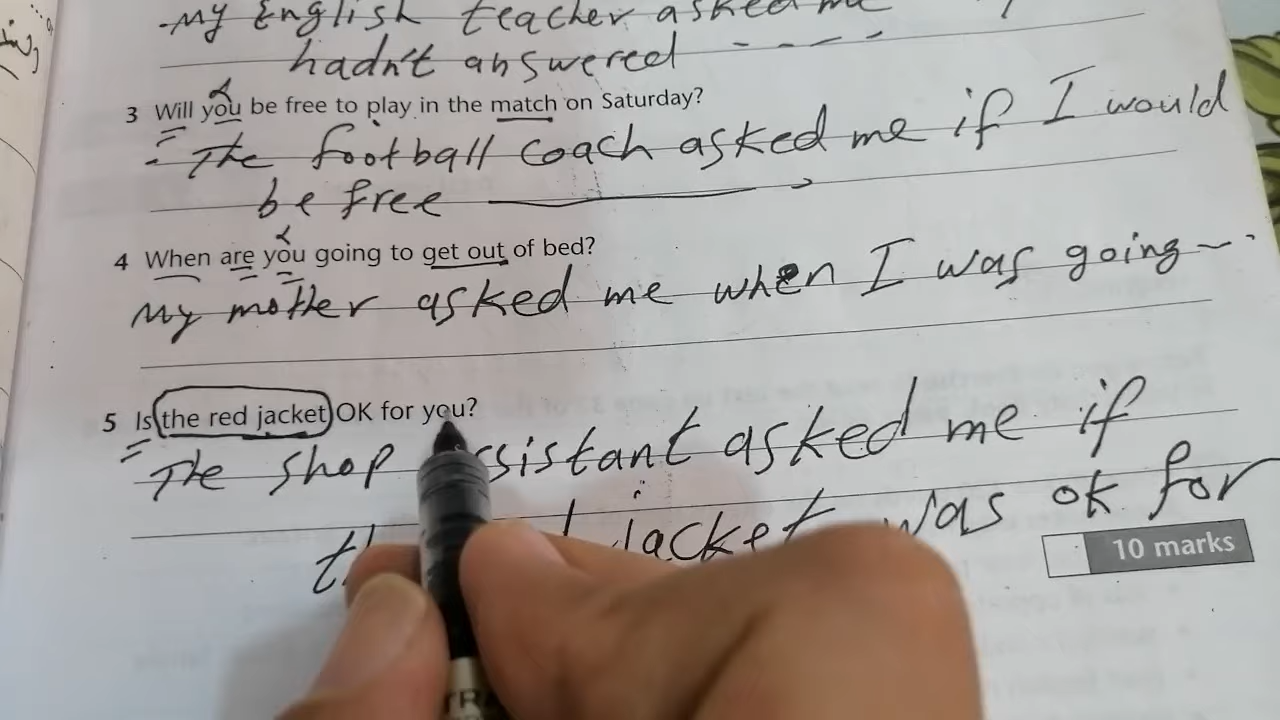 -My English teacher asked me
hadn't answered - - - -
3 Will you be free to play in the match on Saturday?
- The football coach asked me if I would
be free
4 When are you going to get out of bed?
My mother asked me when I was going - - -
5 Is the red jacket OK for you?
The shop assistant asked me if
jacket was ok for
10 marks